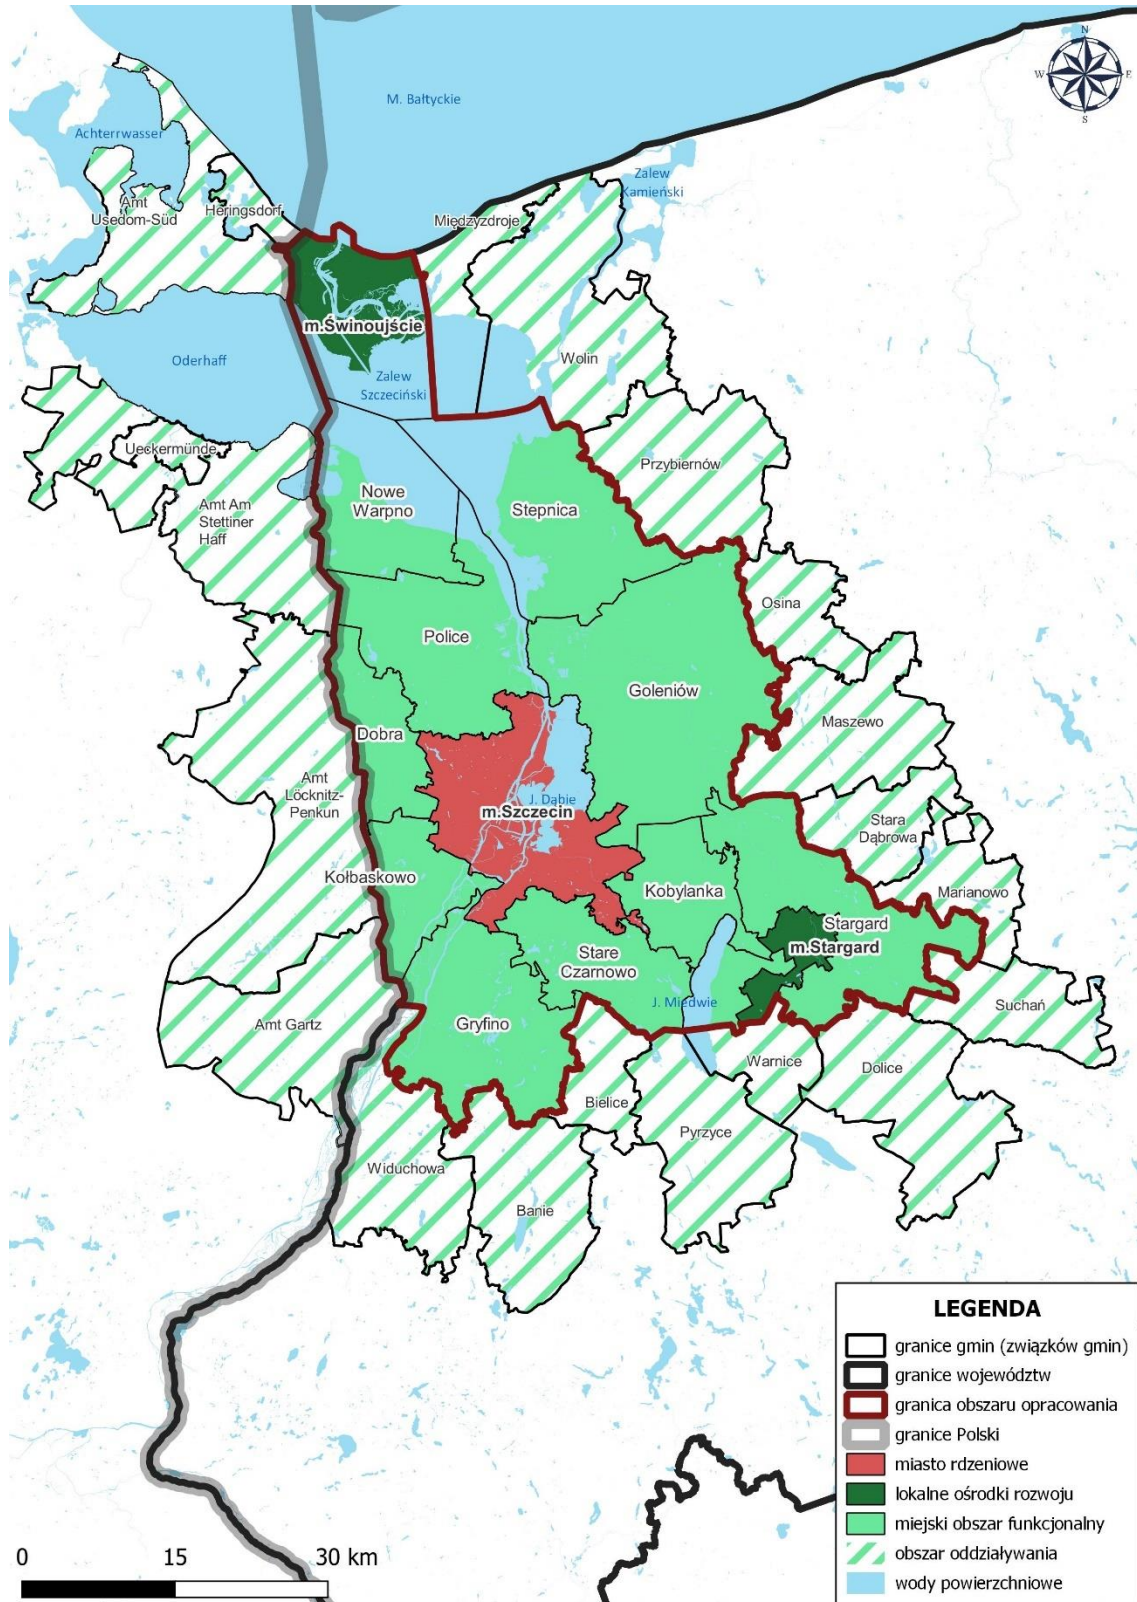 N
W
E
S
M. Bałtyckie
Achterrwasser
Zalew
Kamieński
Amt
Usedom-Süd
Heringsdorf
Międzyzdroje
m.Świnoujście
Oderhaff
Zalew
Szczeciński
Wolin
Ueckermünde
Przybiernów
Nowe
Warpno
Stepnica
Amt Am
Stettiner
Haff
Osina
Police
Goleniów
Maszewo
Dobra
Amt
Löcknitz-
Penkun
J. Dąbie
m.Szczecin
Stara
Dąbrowa
Kołbaskowo
Kobylanka
Marianowo
Stargard
m.Stargard
Stare
Czarnowo
J. Miedwie
Suchań
Amt Gartz
Gryfino
Warnice
Dolice
Bielice
Pyrzyce
Widuchowa
Banie
LEGENDA
granice gmin (związków gmin)
granice województw
granica obszaru opracowania
granice Polski
miasto rdzeniowe
lokalne ośrodki rozwoju
miejski obszar funkcjonalny
obszar oddziaływania
wody powierzchniowe
0 15 30 km